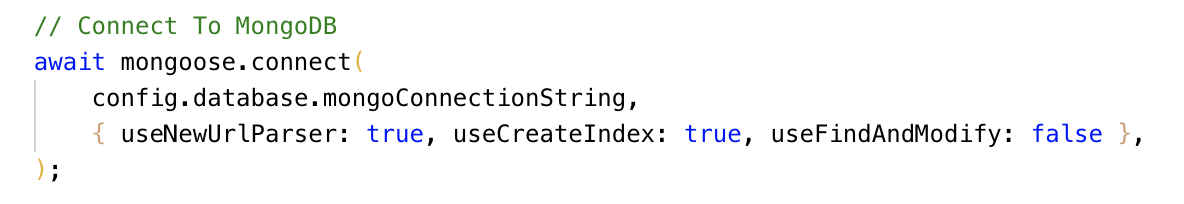 // Connect To MongoDB
await mongoose.connect(
    config.database.mongoConnectionString,
    { useNewUrlParser: true, useCreateIndex: true, useFindAndModify: false },
);